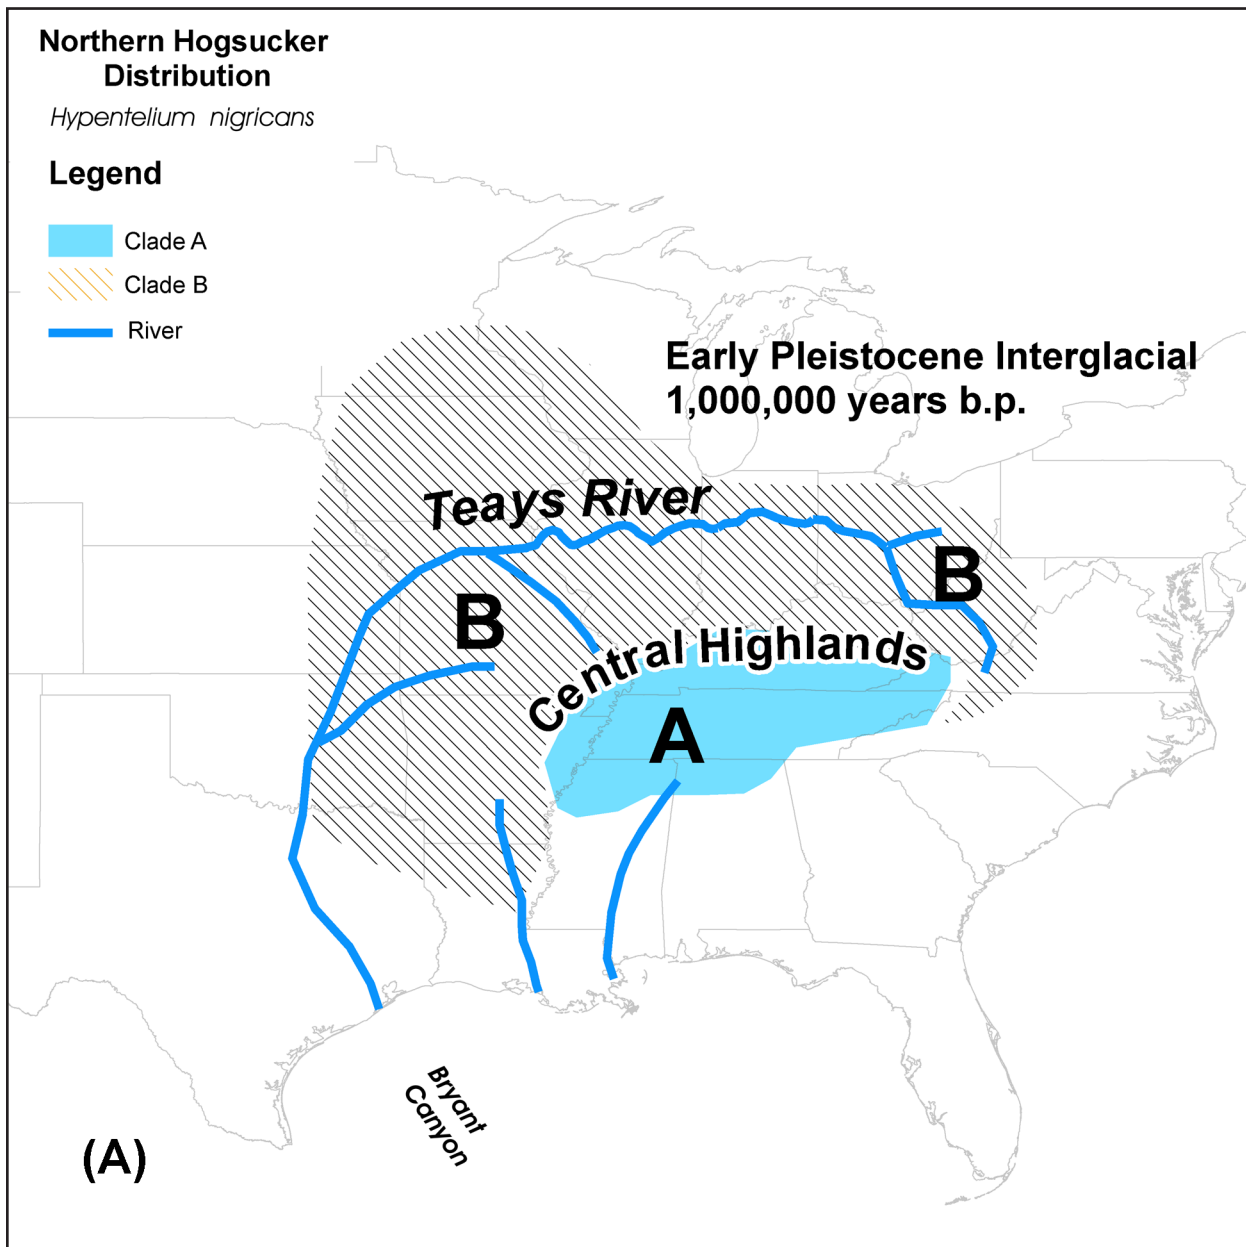 Northern Hogsucker
Distribution
Hypentelium nigricans
Legend
Clade A
Clade B
River
Early Pleistocene Interglacial
1,000,000 years b.p.
Teays River
B
B
Central Highlands
A
Bryant
Canyon
(A)